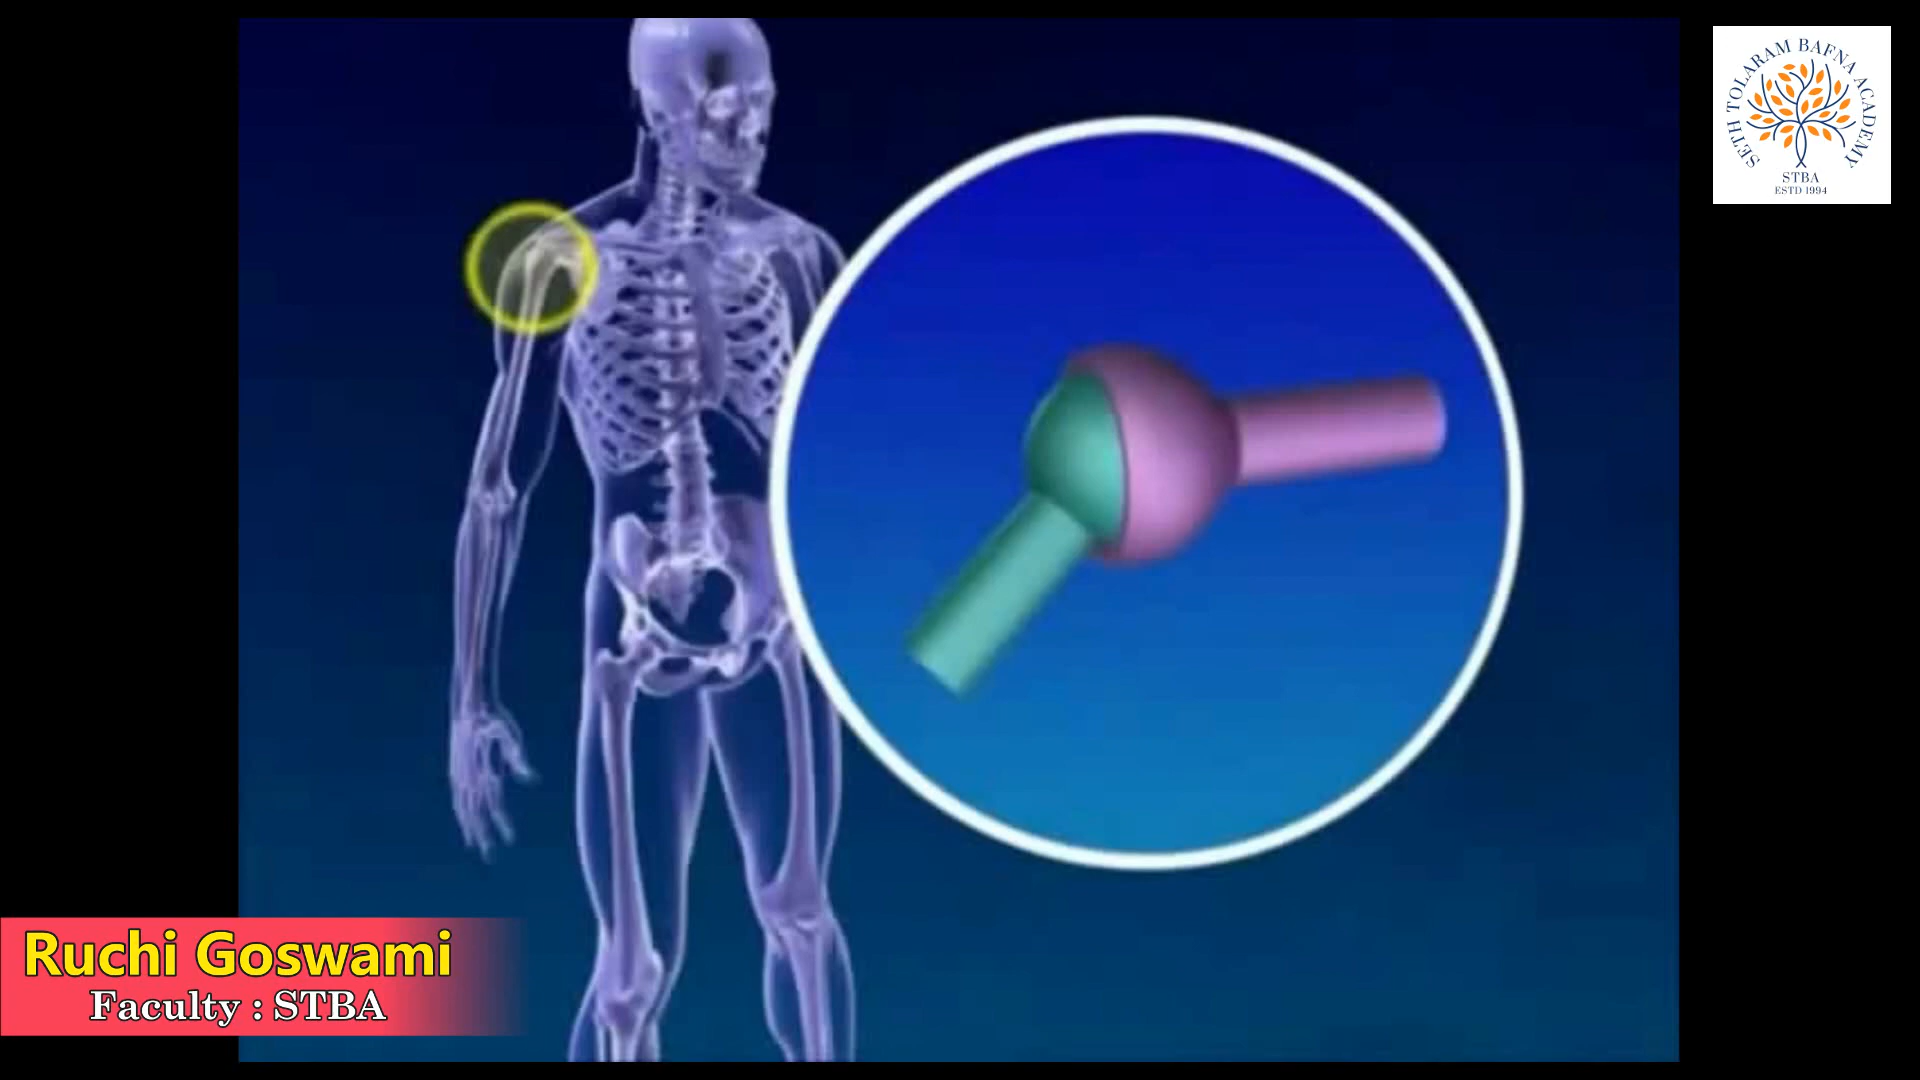 SETH TOLARAM BAFNA ACADEMY
STBA
ESTD 1994
Ruchi Goswami
Faculty : STBA